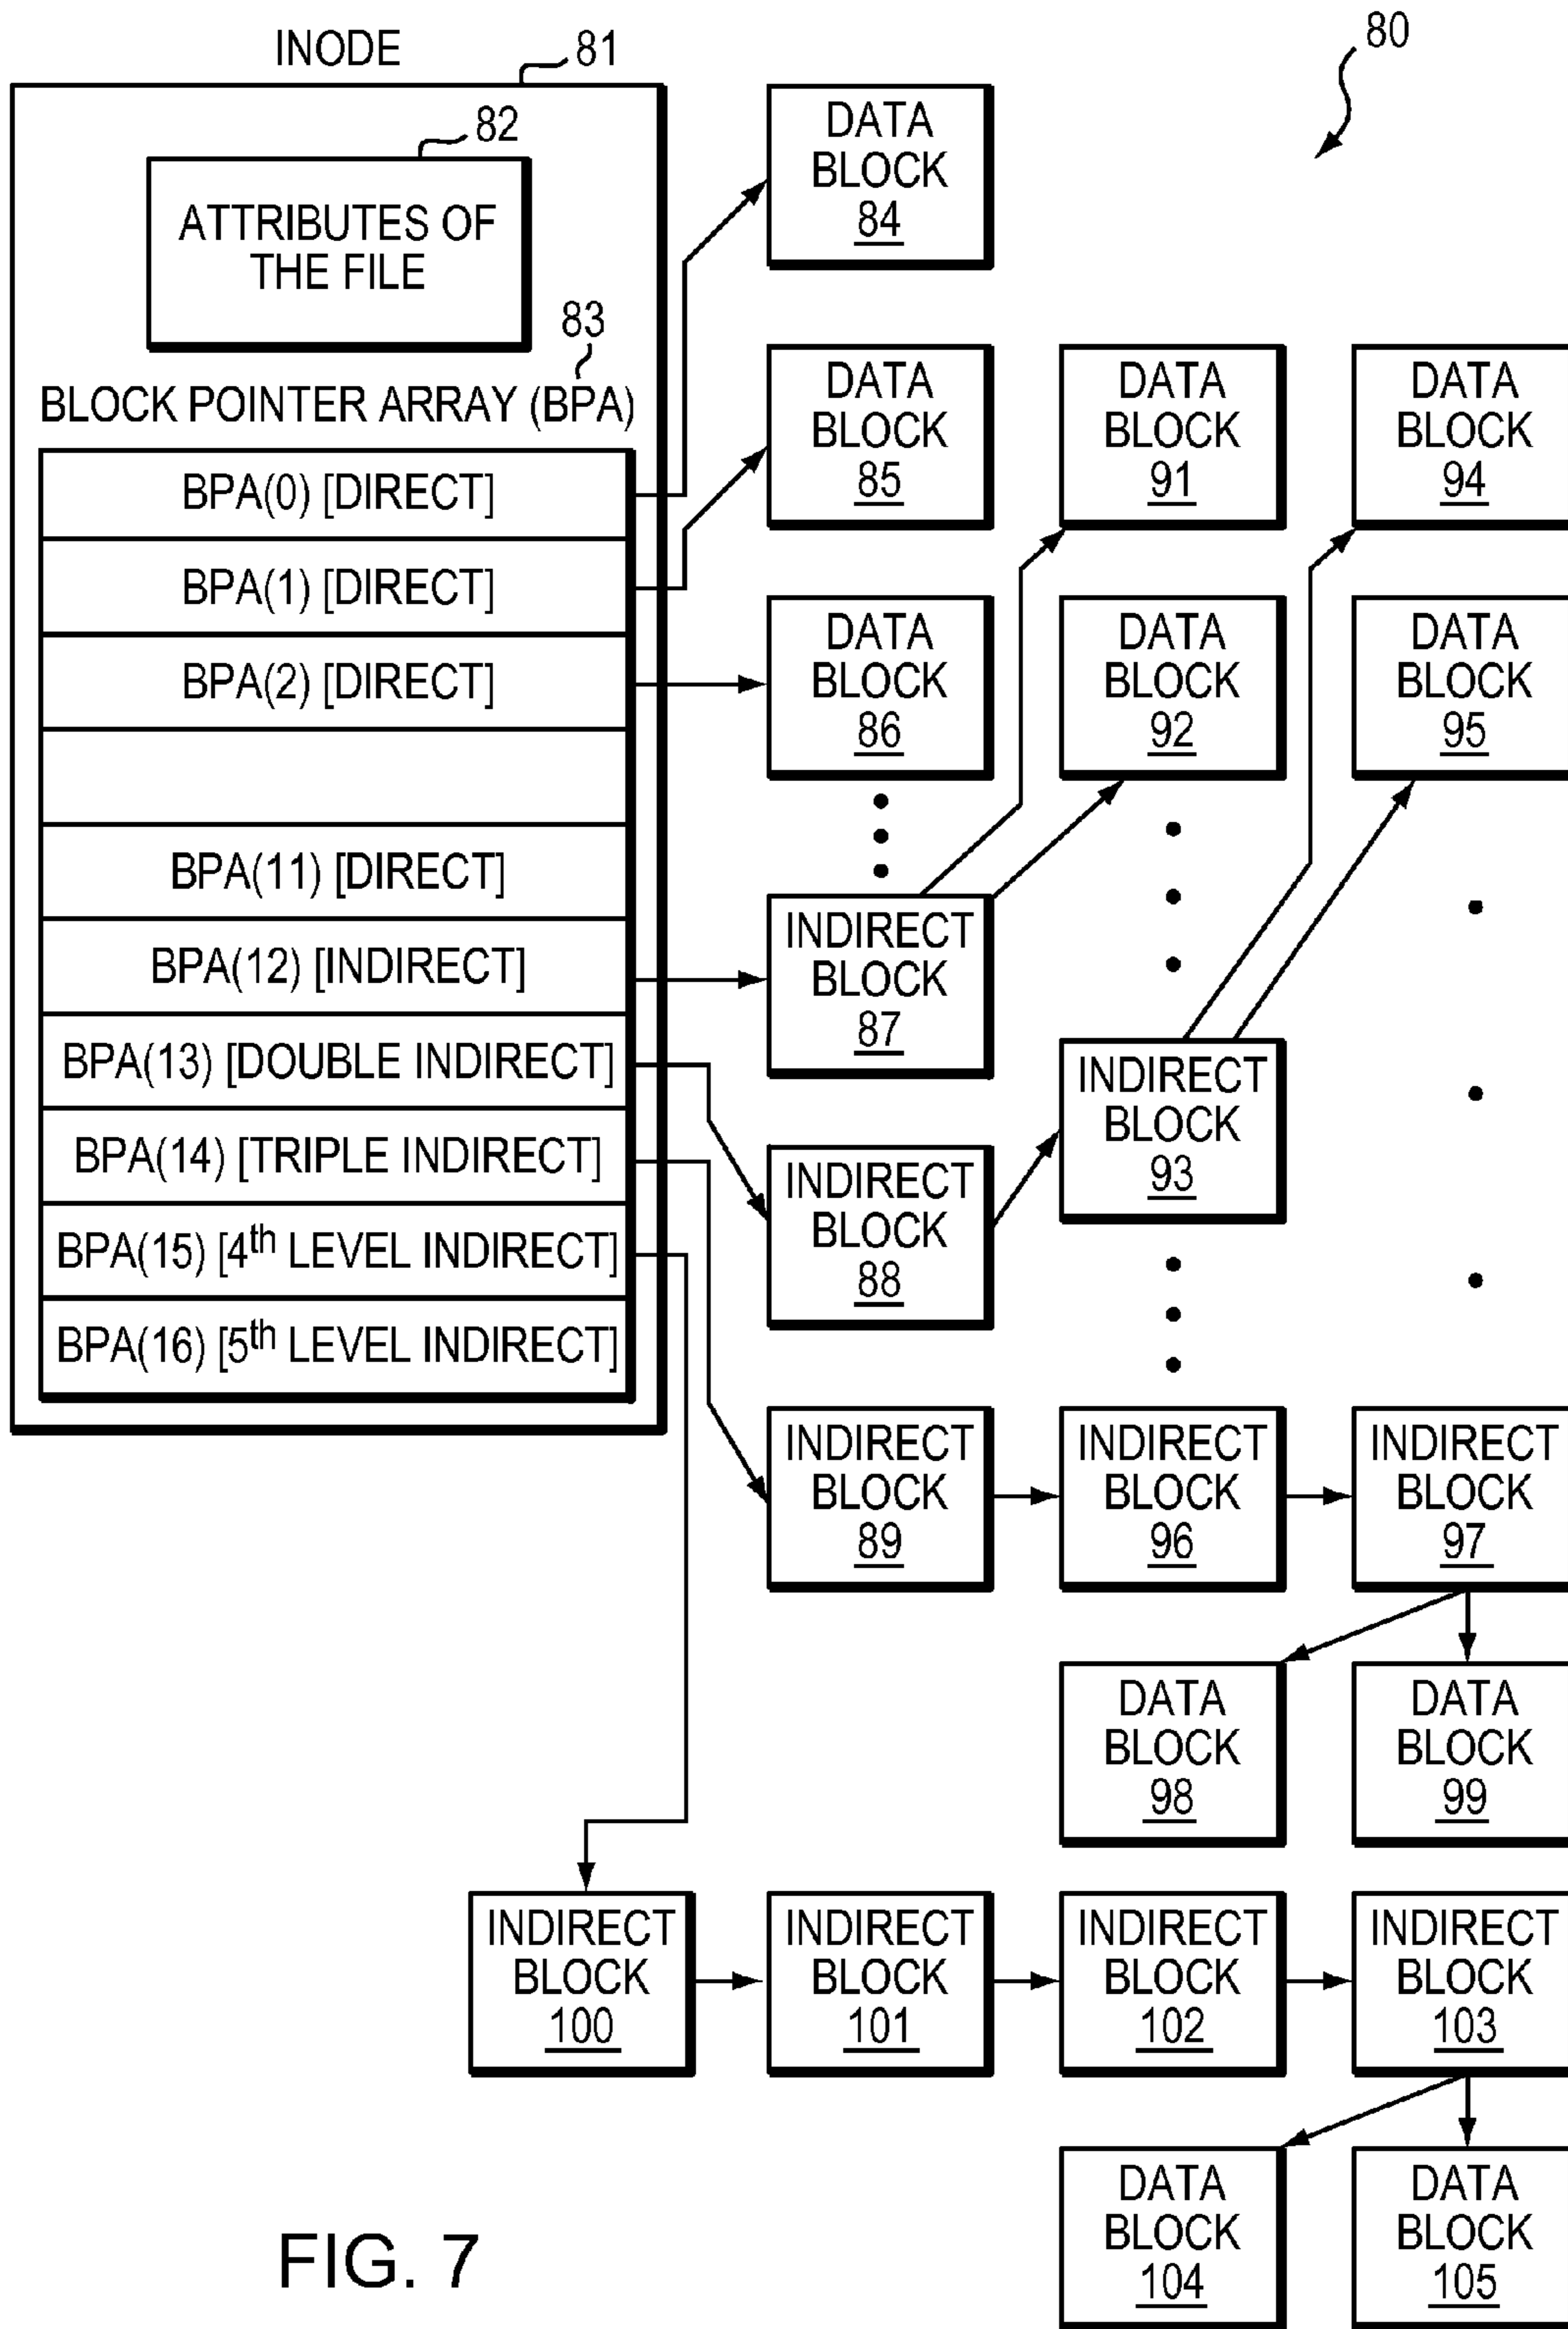 80
INODE
81
82
ATTRIBUTES OF
THE FILE
83
BLOCK POINTER ARRAY (BPA)
BPA(0) [DIRECT]
BPA(1) [DIRECT]
BPA(2) [DIRECT]
BPA(11) [DIRECT]
BPA(12) [INDIRECT]
BPA(13) [DOUBLE INDIRECT]
BPA(14) [TRIPLE INDIRECT]
BPA(15) [4th LEVEL INDIRECT]
BPA(16) [5th LEVEL INDIRECT]
DATA
BLOCK
84
DATA
BLOCK
85
DATA
BLOCK
91
DATA
BLOCK
94
DATA
BLOCK
86
DATA
BLOCK
92
DATA
BLOCK
95
INDIRECT
BLOCK
87
INDIRECT
BLOCK
93
INDIRECT
BLOCK
88
INDIRECT
BLOCK
89
INDIRECT
BLOCK
96
INDIRECT
BLOCK
97
DATA
BLOCK
98
DATA
BLOCK
99
INDIRECT
BLOCK
100
INDIRECT
BLOCK
101
INDIRECT
BLOCK
102
INDIRECT
BLOCK
103
DATA
BLOCK
104
DATA
BLOCK
105
FIG. 7